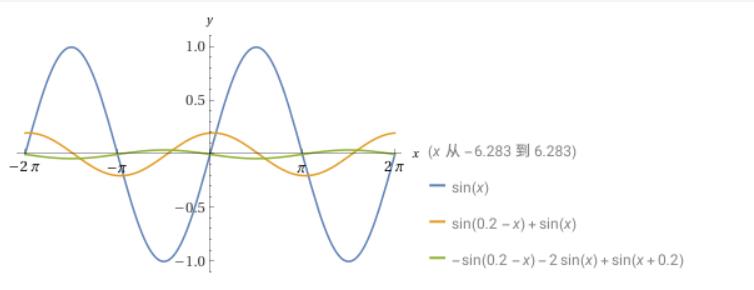 y
1.0
0.5
−2 π
−π
π
2 π
x
(x 从 −6.283 到 6.283)
sin(x)
−0.5
sin(0.2 − x) + sin(x)
−1.0
−sin(0.2 − x) − 2 sin(x) + sin(x + 0.2)